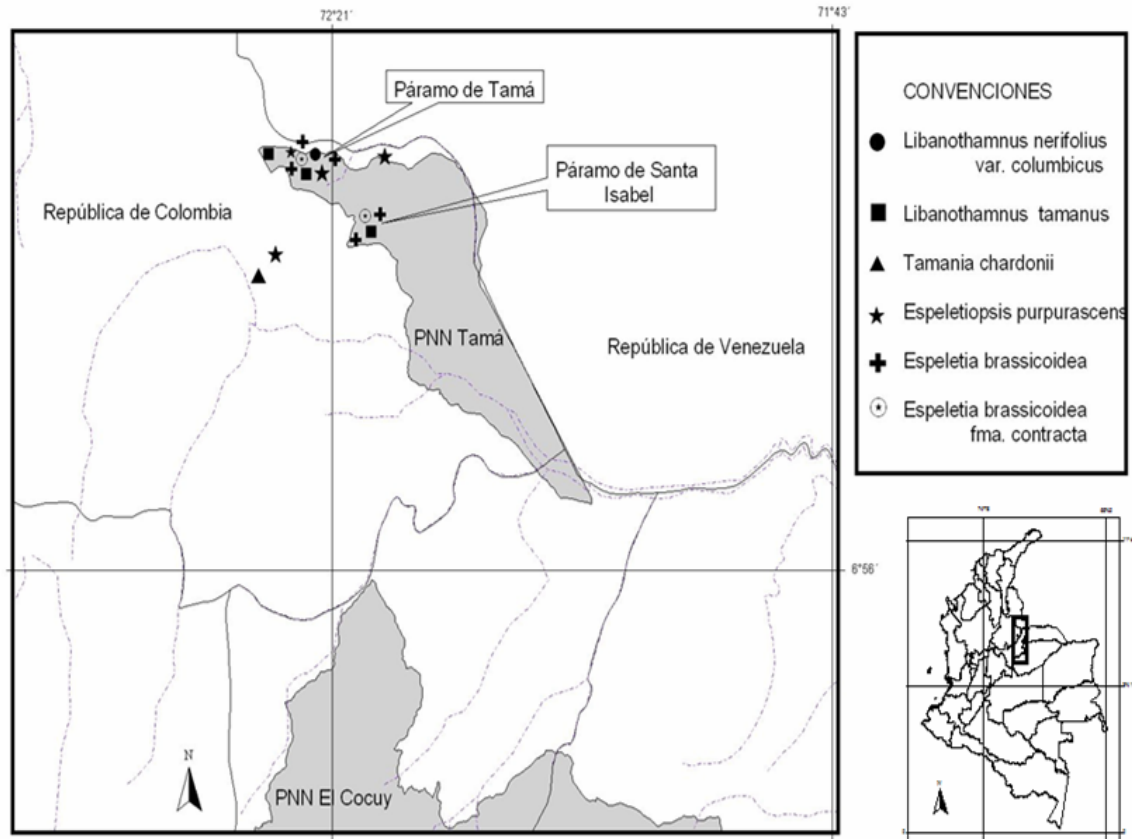 72°21'
71°43'
Páramo de Tamá
Páramo de Santa
Isabel
República de Colombia
PNN Tamá
República de Venezuela
6°56'
PNN El Cocuy
N
CONVENCIONES
Libanothamnus nerifolius
var. columbicus
Libanothamnus tamanus
Tamania chardonii
Espeletiopsis purpurascens
Espeletia brassicoidea
Espeletia brassicoidea
fma. contracta
N